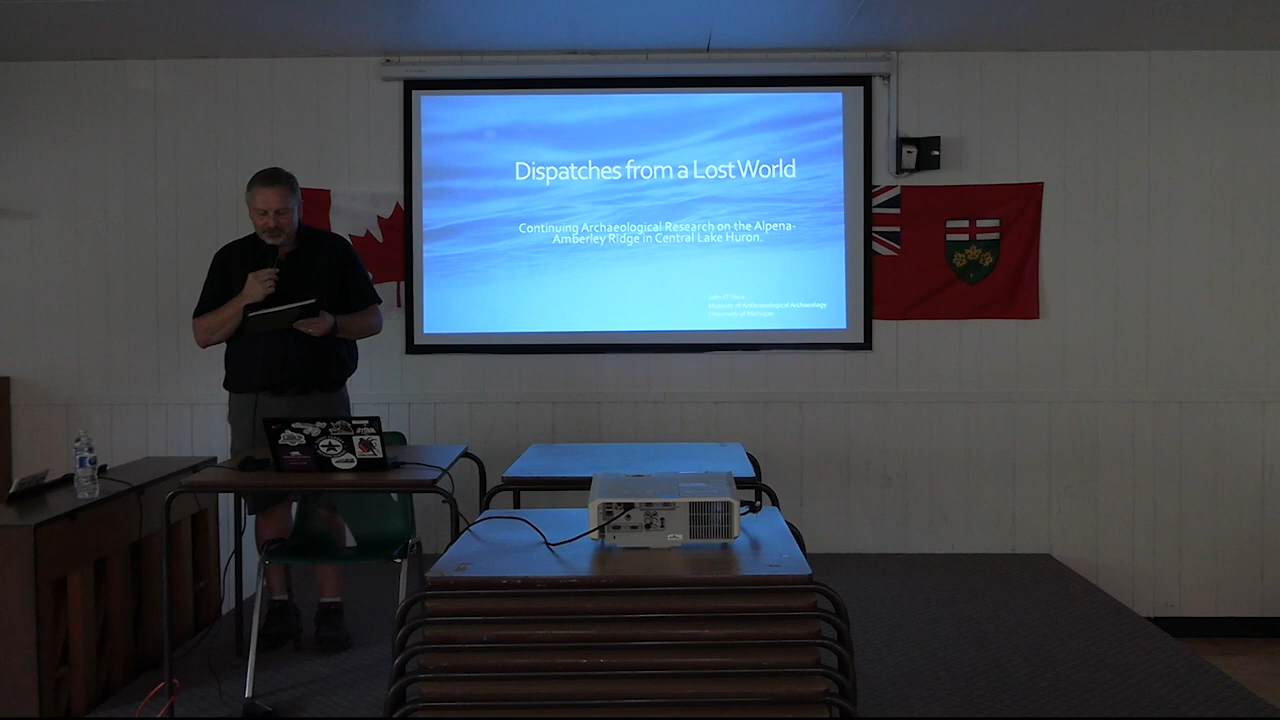 Dispatches from a Lost World
Continuing Archaeological Research on the Alpena-
Amberley Ridge in Central Lake Huron.
Museum of Anthropological Archaeology
University of Michigan